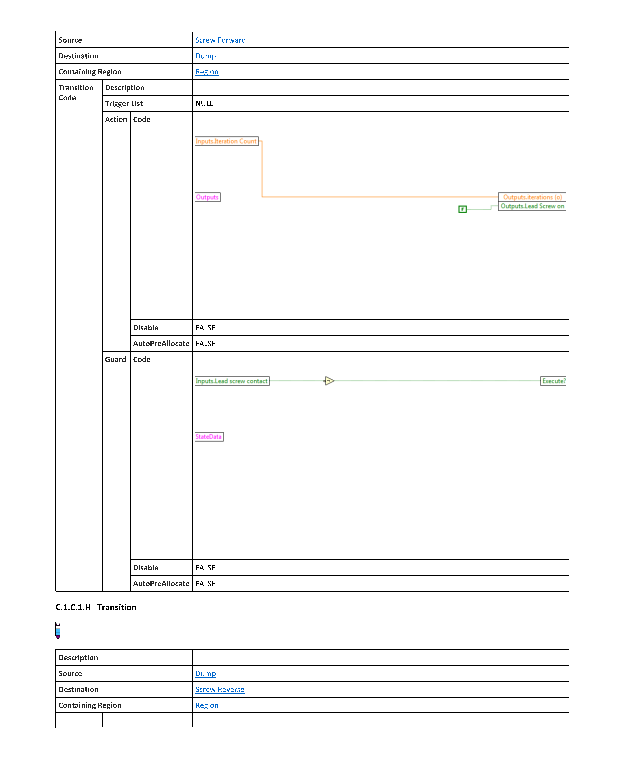 Source Screw Forward
Destination Dump
Containing Region Region
Transition Code Description
Trigger List NULL
Action Code
Inputs.Iteration Count
Outputs
Outputs.Iterations (s)
Outputs.Lead Screw on
F
Disable FALSE
AutoPreAllocate FALSE
Guard Code
Inputs.Lead screw contact
Execute?
StateData
Disable FALSE
AutoPreAllocate FALSE
C.1.C.1.H Transition
Description
Source Dump
Destination Screw Reverse
Containing Region Region